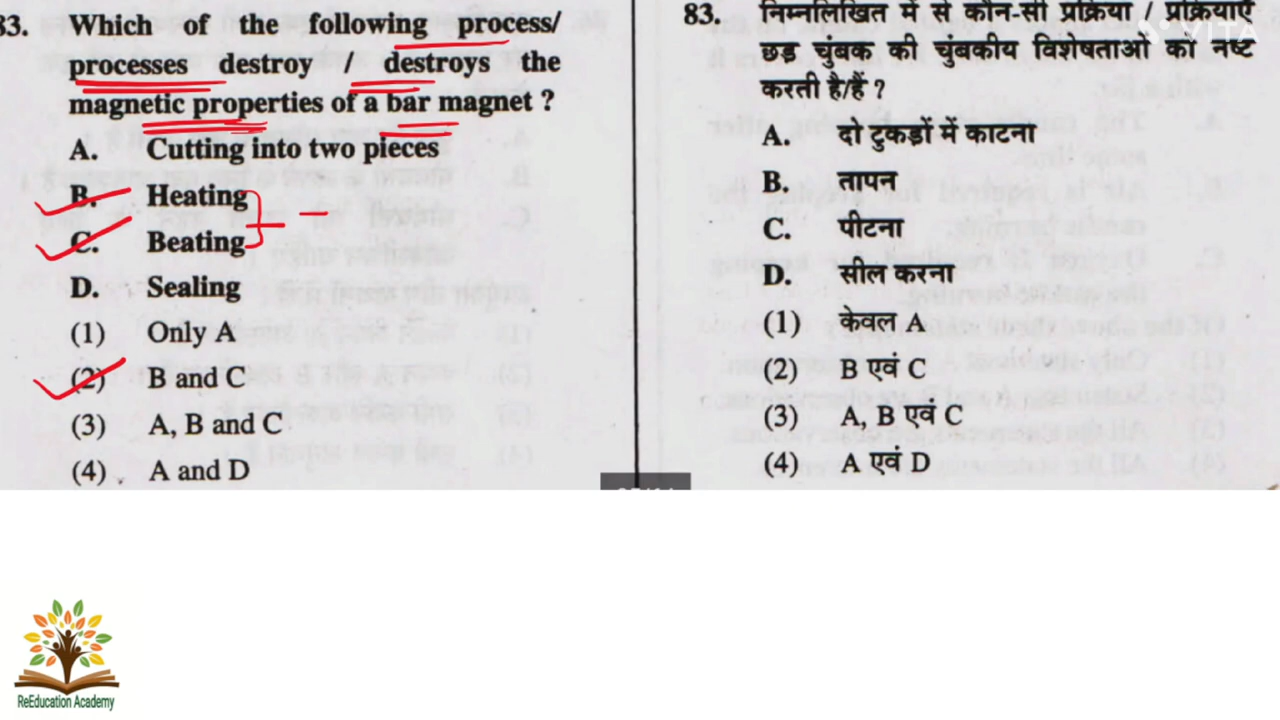 83. Which of the following process/
processes destroy / destroys the
magnetic properties of a bar magnet ?
A. Cutting into two pieces
B. Heating
C. Beating
D. Sealing
(1) Only A
(2) B and C
(3) A, B and C
(4) A and D
83. निम्नलिखित में से कौन-सी प्रक्रिया / प्रक्रियाएँ
छड़ चुंबक की चुंबकीय विशेषताओं को नष्ट
करती है/हैं ?
A. दो टुकड़ों में काटना
B. तापन
C. पीटना
D. सील करना
(1) केवल A
(2) B एवं C
(3) A, B एवं C
(4) A एवं D
ReEducation Academy